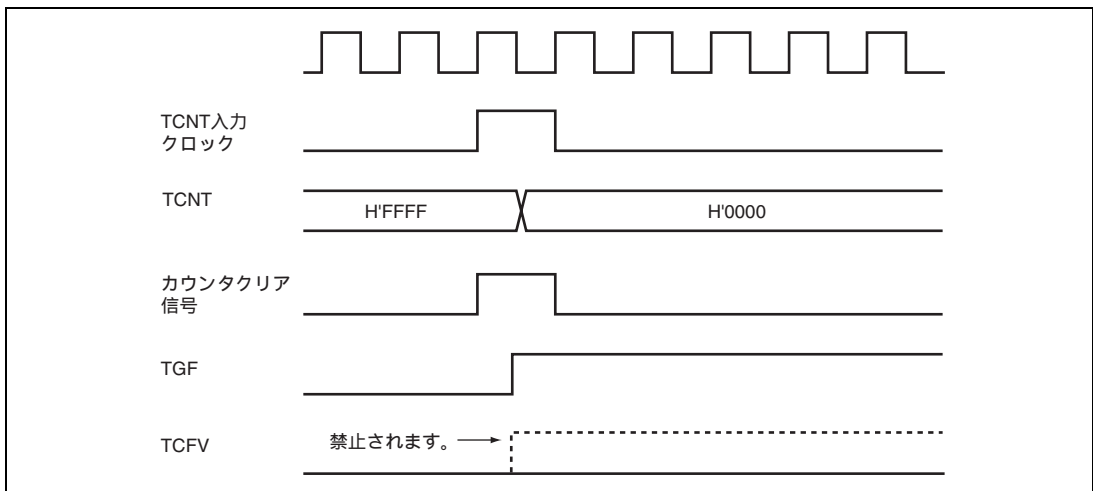 TCNT入力
クロック
TCNT
H'FFFF
H'0000
カウンタクリア
信号
TGF
TCFV
禁止されます。